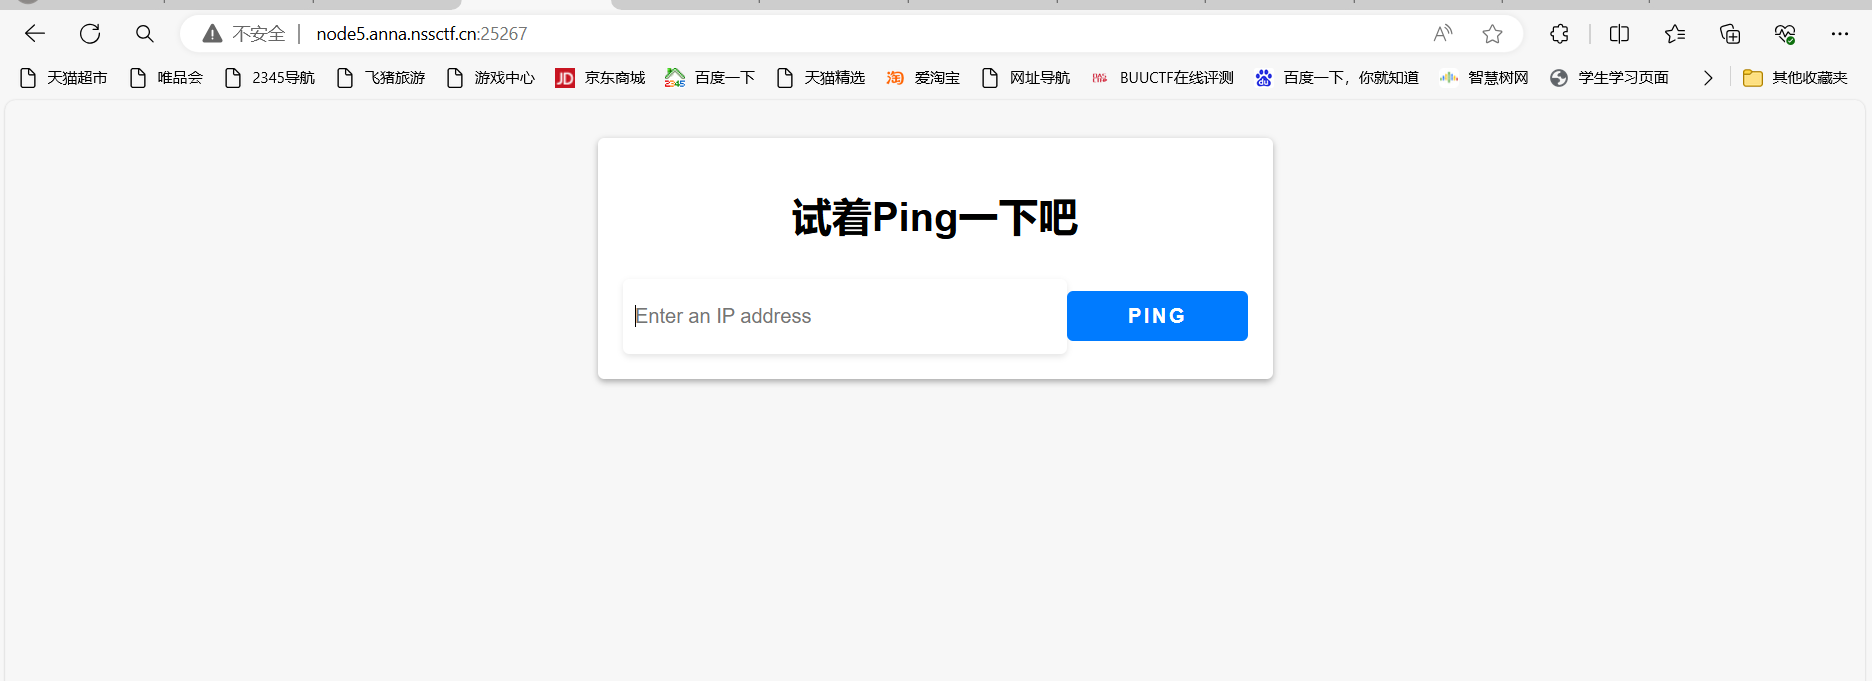 不安全 node5.anna.nssctf.cn:25267
天猫超市 唯品会 2345导航 飞猪旅游 游戏中心 JD 京东商城 2345 百度一下 天猫精选 淘 爱淘宝 网址导航 BUUCTF在线评测 百度一下，你就知道 智慧树网 学生学习页面 其他收藏夹
试着Ping一下吧
Enter an IP address PING